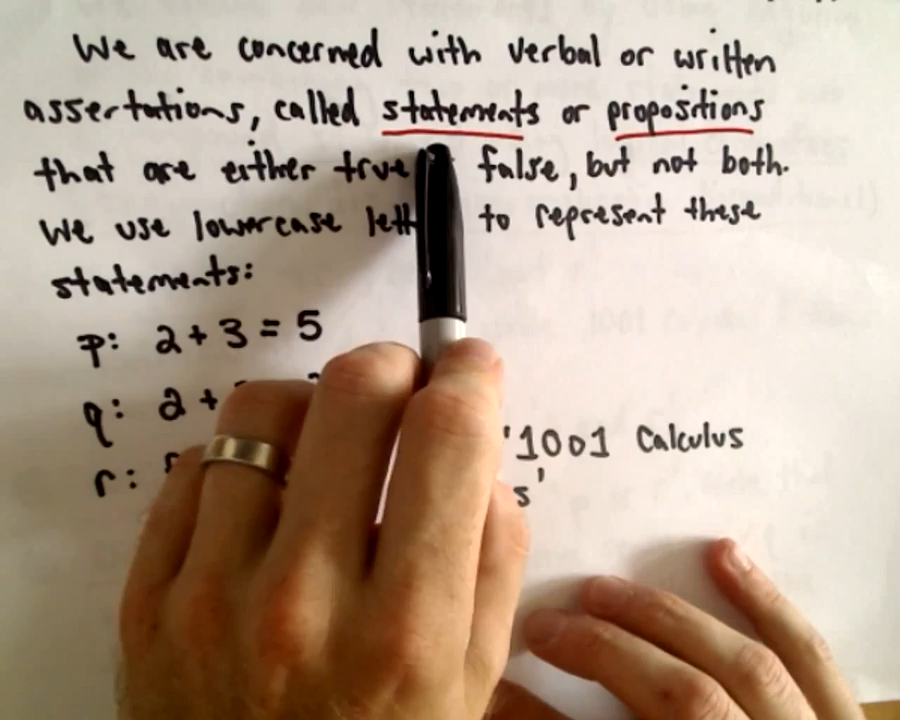 We are concerned with verbal or written
assertations, called statements or propositions
that are either true false, but not both.
We use lowercase lett to represent these
statements:
p: 2 + 3 = 5
q: 2 +
r: '1001 Calculus
s'